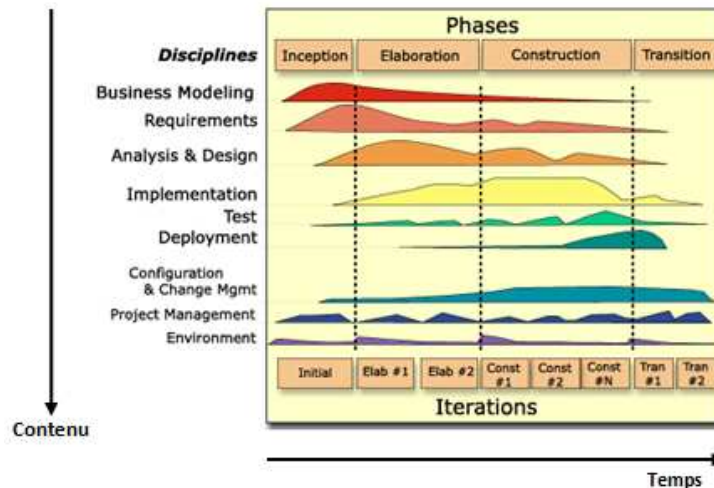 Phases
Disciplines Inception Elaboration Construction Transition
Business Modeling
Requirements
Analysis & Design
Implementation
Test
Deployment
Configuration
& Change Mgmt
Project Management
Environment
Initial Elab #1 Elab #2 Const #1 Const #2 Const #N Tran #1 Tran #2
Iterations
Contenu
Temps